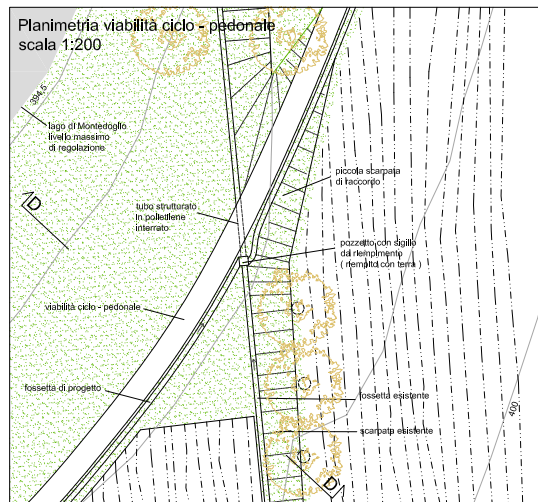 Planimetria viabilità ciclo - pedonale
scala 1:200
394,5
lago di Montedoglio
livello massimo
di regolazione
D
piccola scarpata
di raccordo
tubo strutturato
in polietilene
interrato
pozzetto con sigillo
da riempimento
( riempito con terra )
viabilità ciclo - pedonale
fossetta di progetto
fossetta esistente
400
scarpata esistente
D